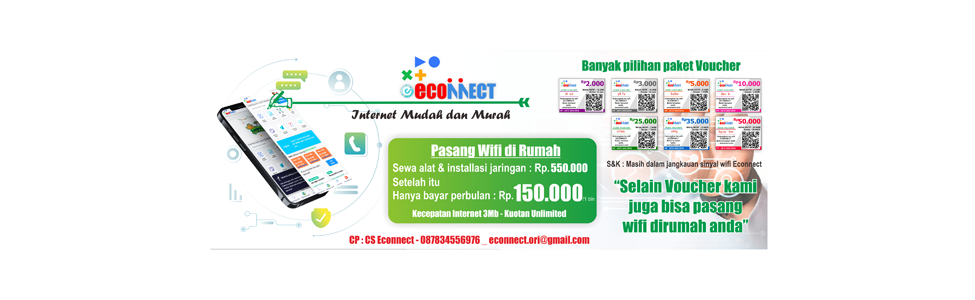 econnect
Internet Mudah dan Murah
Pasang Wifi di Rumah
Sewa alat & installasi jaringan : Rp. 550.000
Setelah itu
Hanya bayar perbulan : Rp. 150.000
Kecepatan Internet 3Mb - Kuotan Unlimited
CP : CS Econnect - 087834556976 _ econnect.ori@gmail.com
Banyak pilihan paket Voucher
Rp2.000
Rp3.000
Rp5.000
Rp10.000
Rp25.000
Rp35.000
Rp50.000
S&K : Masih dalam jangkauan sinyal wifi Econnect
“Selain Voucher kami
juga bisa pasang
wifi dirumah anda”